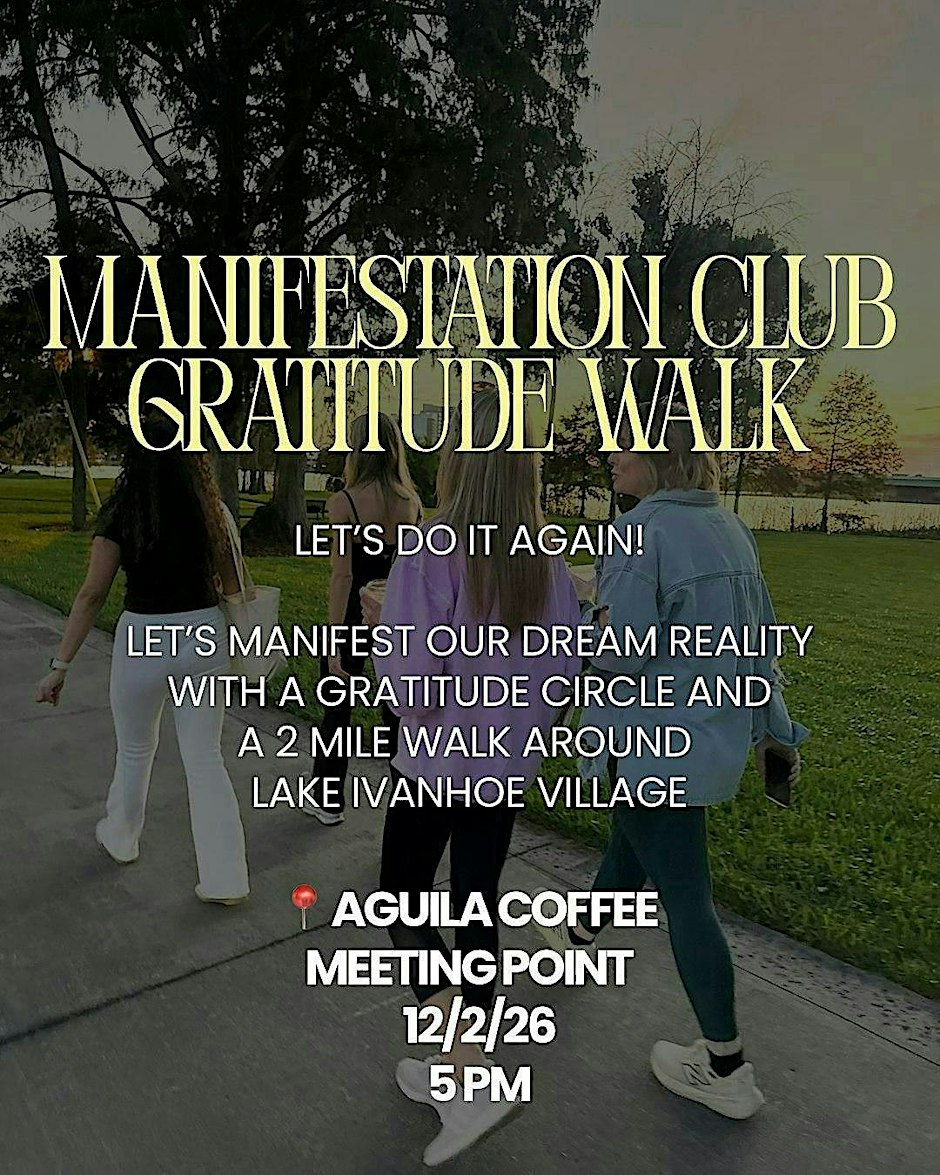 MANIFESTATION CLUB
GRATITUDE WALK
LET'S DO IT AGAIN!
LET'S MANIFEST OUR DREAM REALITY
WITH A GRATITUDE CIRCLE AND
A 2 MILE WALK AROUND
LAKE IVANHOE VILLAGE
📍 AGUILA COFFEE
MEETING POINT
12/2/26
5 PM